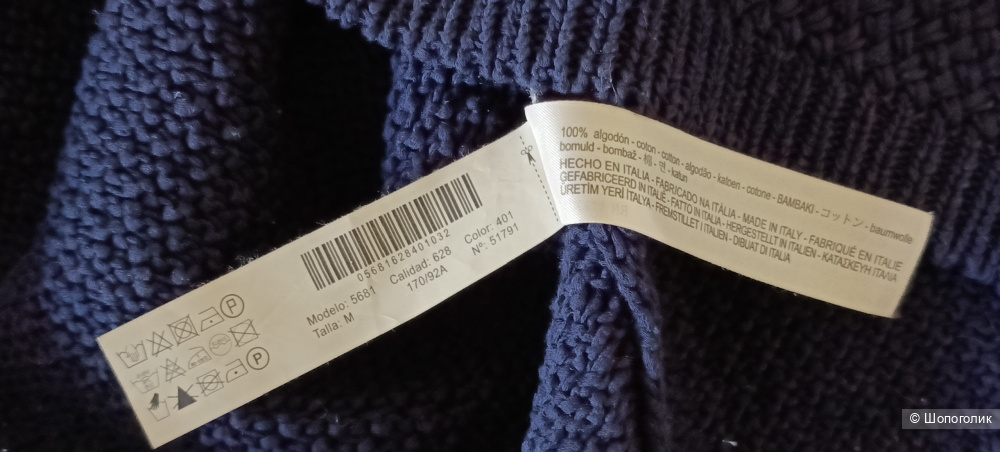 05681628401032
Modelo: 5681 Calidad: 628 Color: 401
Talla: M 170/92A Nº: 51791
P
P
100% algodón - coton - cotton - algodão - katoen - cotone - BAMBAKI - コットン - baumwolle
bomuld - bombaž - 棉 - 면 - katun
HECHO EN ITALIA - FABRICADO NA ITÁLIA - MADE IN ITALY - FABRIQUÉ EN ITALIE
GEFABRICEERD IN ITALIË - FATTO IN ITALIA - HERGESTELLT IN ITALIEN - ΚΑΤΑΣΚΕΥΗ ΙΤΑΛΙΑ
ÜRETİM YERİ İTALYA - FREMSTILLET I ITALIEN - DIBUAT DI ITALIA
© Шопоголик